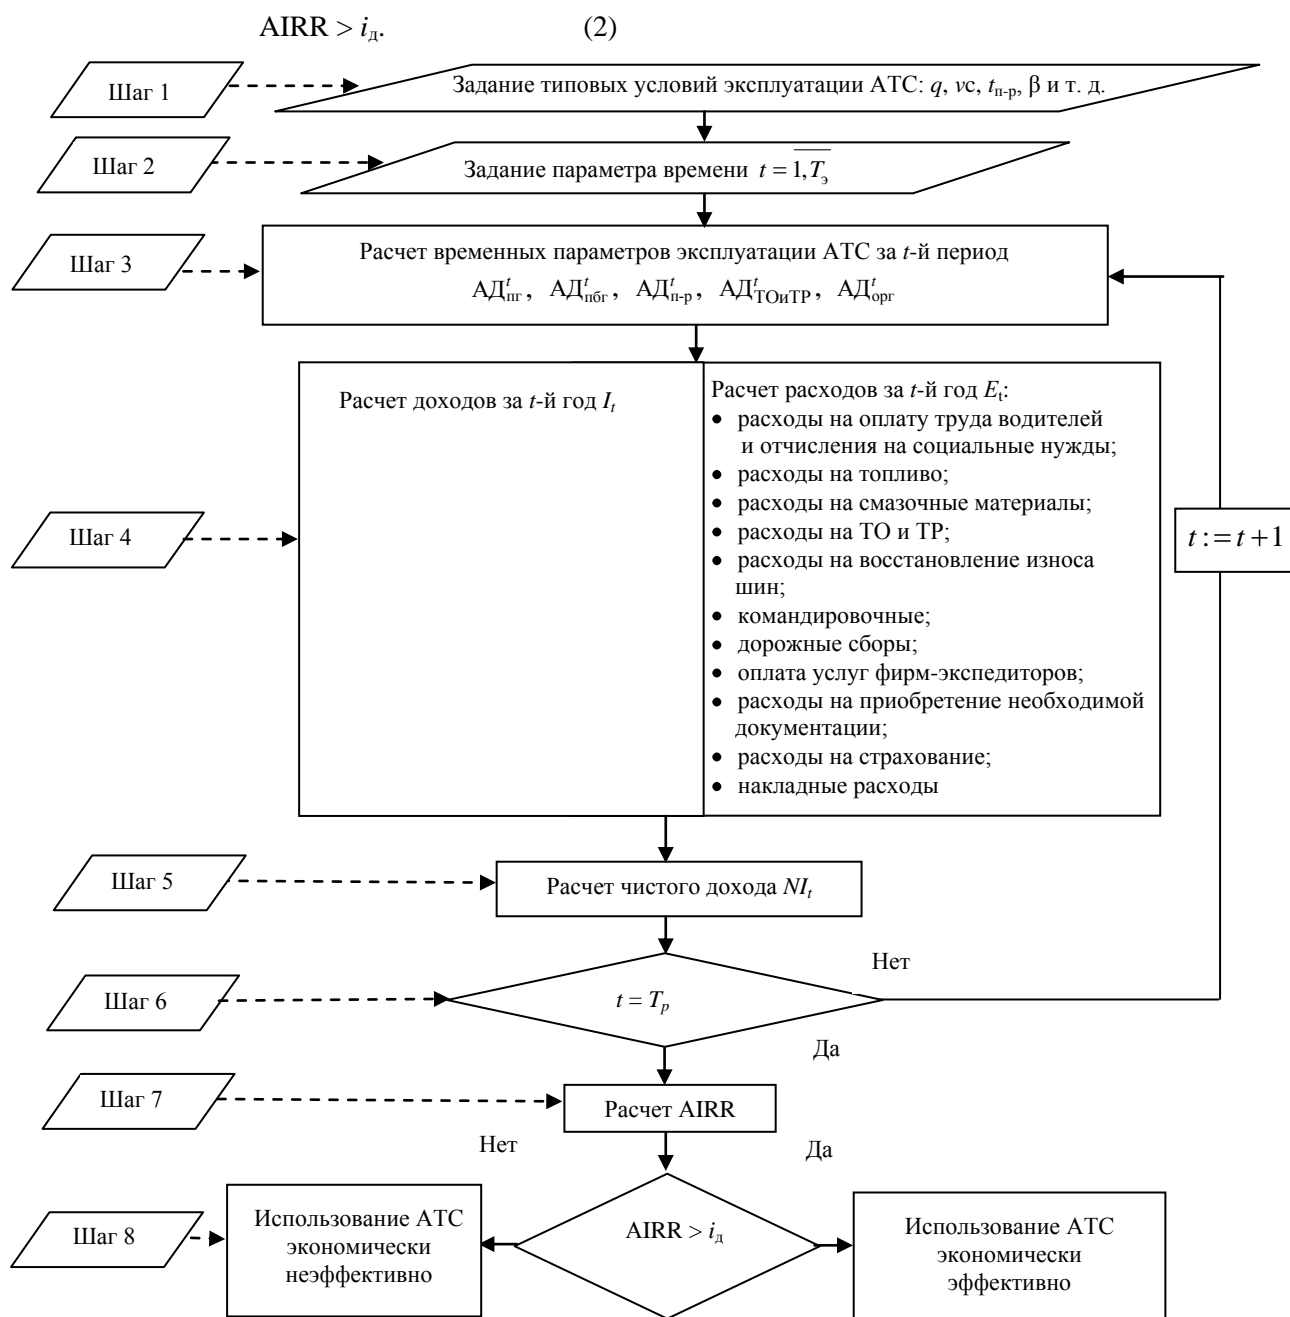 AIRR > iд. (2)
Шаг 1
Задание типовых условий эксплуатации АТС: q, vс, tп-р, β и т. д.
Шаг 2
Задание параметра времени t = 1, Tэ
Шаг 3
Расчет временных параметров эксплуатации АТС за t-й период
АДᵗпг, АДᵗпбг, АДᵗп-р, АДᵗТОиТР, АДᵗорг
Шаг 4
Расчет доходов за t-й год It
Расчет расходов за t-й год Et:
• расходы на оплату труда водителей
и отчисления на социальные нужды;
• расходы на топливо;
• расходы на смазочные материалы;
• расходы на ТО и ТР;
• расходы на восстановление износа
шин;
• командировочные;
• дорожные сборы;
• оплата услуг фирм-экспедиторов;
• расходы на приобретение необходимой
документации;
• расходы на страхование;
• накладные расходы
t := t +1
Шаг 5
Расчет чистого дохода NIt
Шаг 6
t = Tp
Нет
Да
Шаг 7
Расчет AIRR
Нет
Да
Шаг 8
Использование АТС
экономически
неэффективно
AIRR > iд
Использование АТС
экономически
эффективно